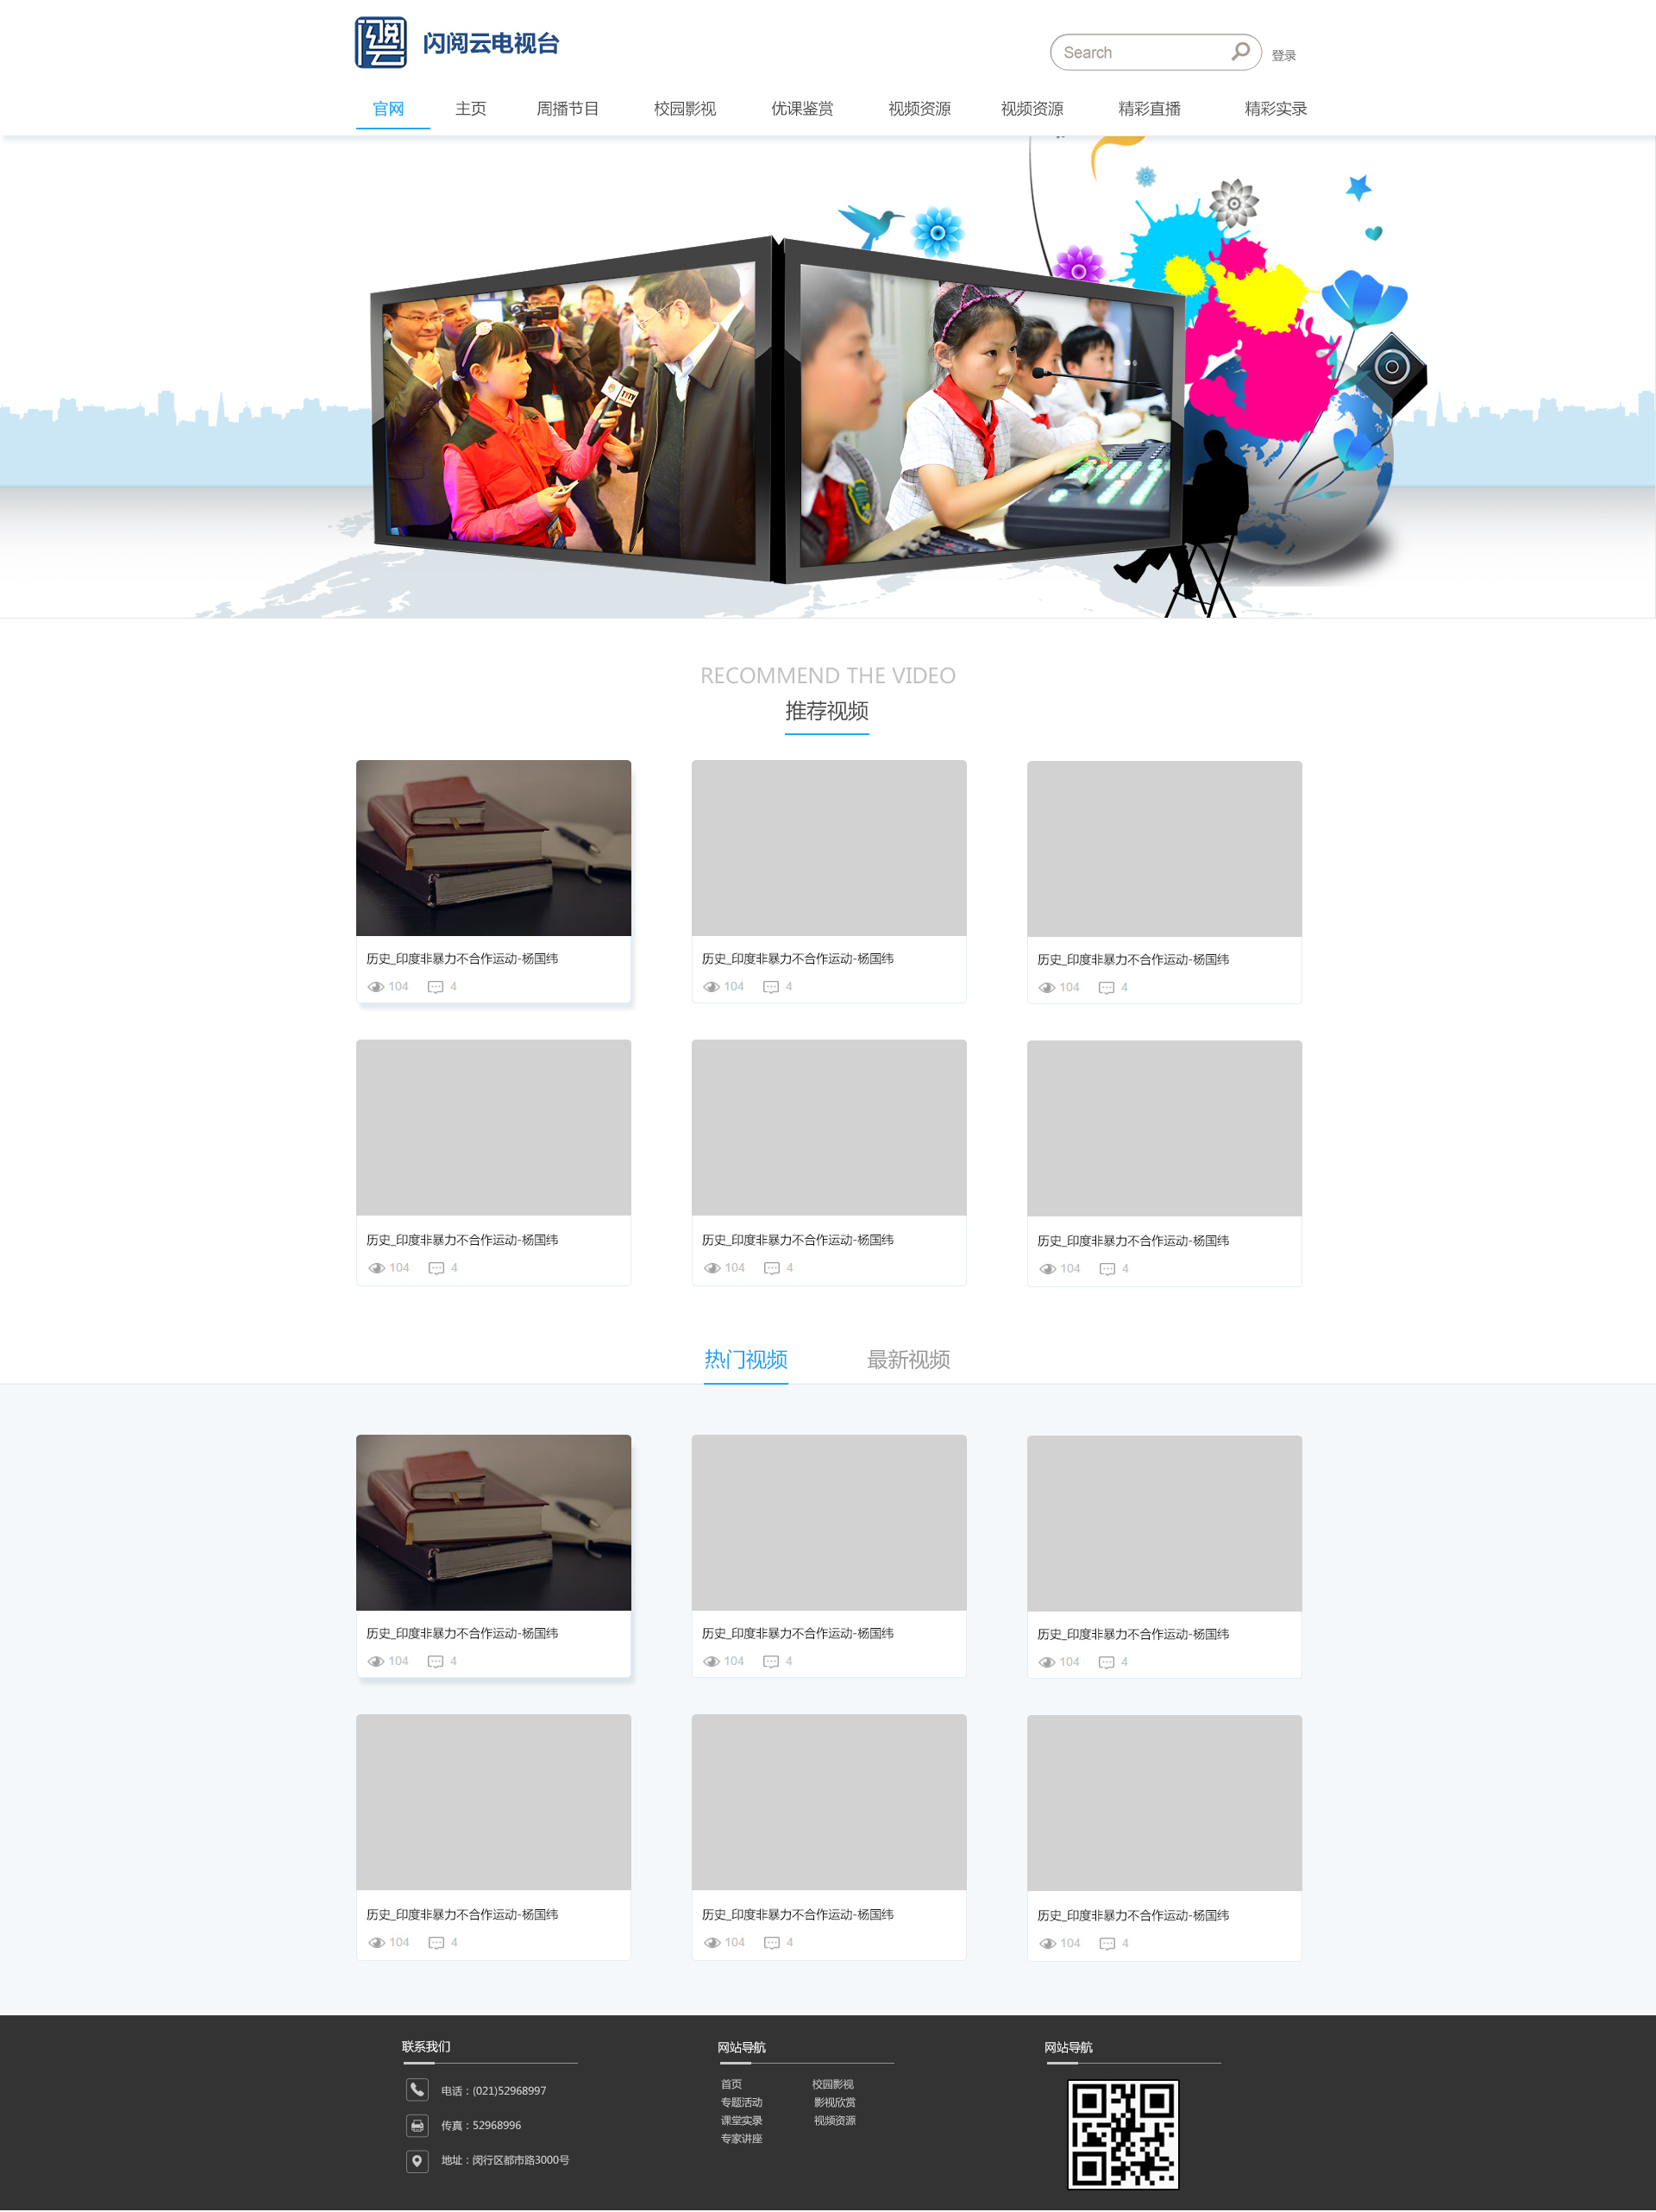 闪阅云电视台
Search
登录
官网 主页 周播节目 校园影视 优课鉴赏 视频资源 视频资源 精彩直播 精彩实录
RECOMMEND THE VIDEO
推荐视频
历史_印度非暴力不合作运动-杨国纬 历史_印度非暴力不合作运动-杨国纬 历史_印度非暴力不合作运动-杨国纬
104 4 104 4 104 4
历史_印度非暴力不合作运动-杨国纬 历史_印度非暴力不合作运动-杨国纬 历史_印度非暴力不合作运动-杨国纬
104 4 104 4 104 4
热门视频 最新视频
历史_印度非暴力不合作运动-杨国纬 历史_印度非暴力不合作运动-杨国纬 历史_印度非暴力不合作运动-杨国纬
104 4 104 4 104 4
历史_印度非暴力不合作运动-杨国纬 历史_印度非暴力不合作运动-杨国纬 历史_印度非暴力不合作运动-杨国纬
104 4 104 4 104 4
联系我们
电话：(021)52968997
传真：52968996
地址：闵行区都市路3000号
网站导航
首页 校园影视
专题活动 影视欣赏
课堂实录 视频资源
专家讲座
网站导航